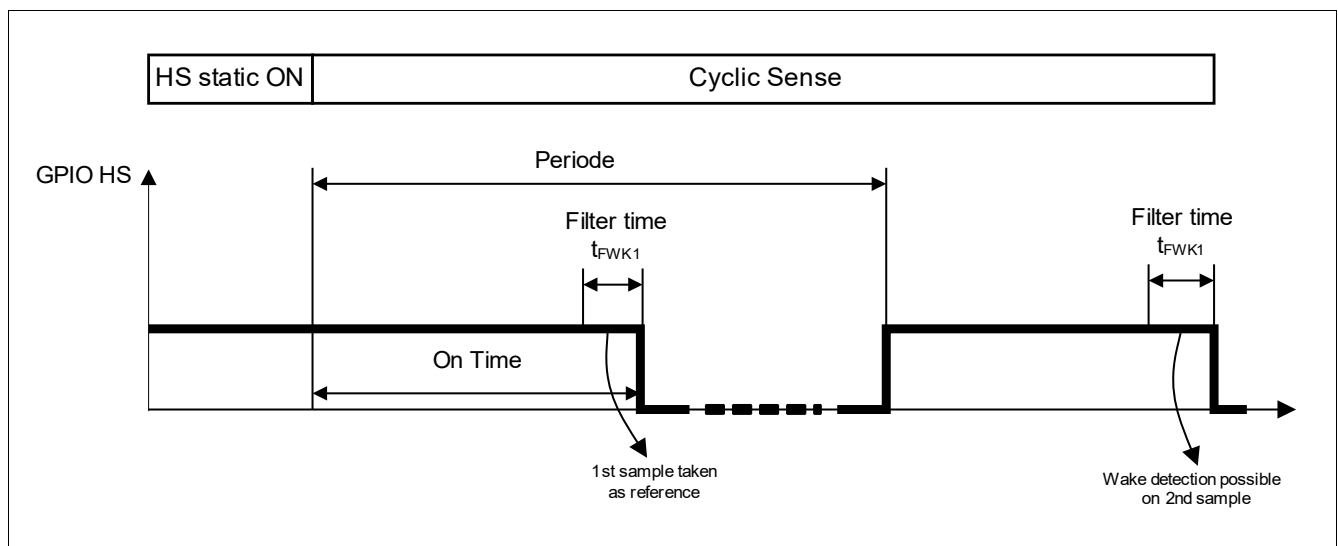 HS static ON
Cyclic Sense
GPIO HS
Periode
Filter time
tFWK1
Filter time
tFWK1
On Time
1st sample taken
as reference
Wake detection possible
on 2nd sample